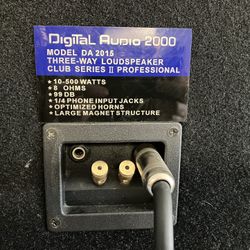 Digital Audio 2000
MODEL DA 2015
THREE-WAY LOUDSPEAKER
CLUB SERIES II PROFESSIONAL
★10-500 WATTS
★8 OHMS
★99 DB
★1/4 PHONE INPUT JACKS
★OPTIMIZED HORNS
★LARGE MAGNET STRUCTURE